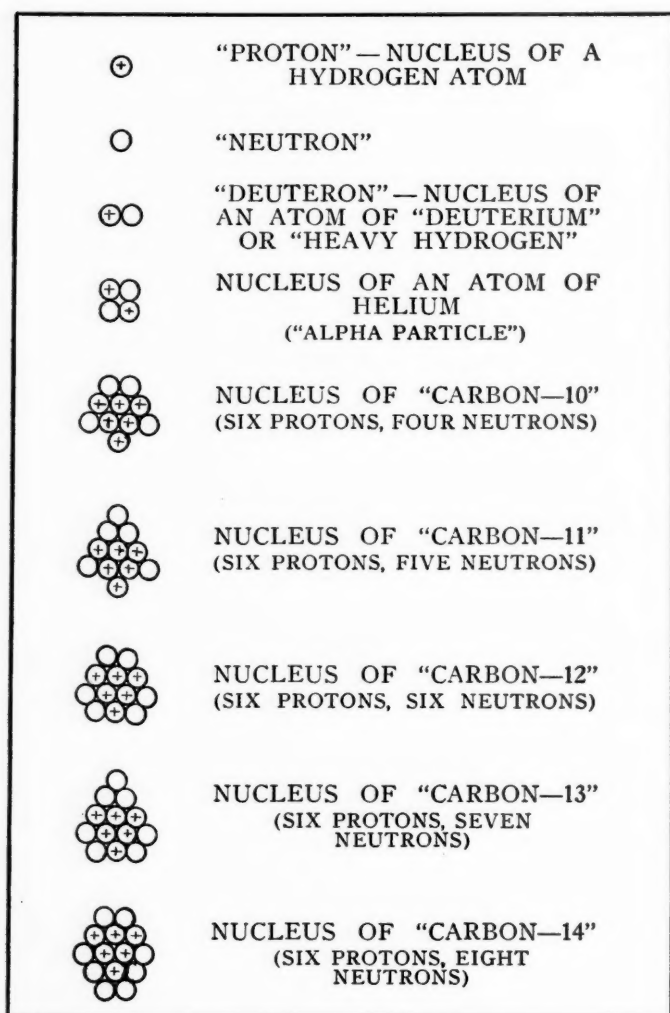 “PROTON” — NUCLEUS OF A
HYDROGEN ATOM
“NEUTRON”
“DEUTERON” — NUCLEUS OF
AN ATOM OF “DEUTERIUM”
OR “HEAVY HYDROGEN”
NUCLEUS OF AN ATOM OF
HELIUM
(“ALPHA PARTICLE”)
NUCLEUS OF “CARBON—10”
(SIX PROTONS, FOUR NEUTRONS)
NUCLEUS OF “CARBON—11”
(SIX PROTONS, FIVE NEUTRONS)
NUCLEUS OF “CARBON—12”
(SIX PROTONS, SIX NEUTRONS)
NUCLEUS OF “CARBON—13”
(SIX PROTONS, SEVEN
NEUTRONS)
NUCLEUS OF “CARBON—14”
(SIX PROTONS, EIGHT
NEUTRONS)